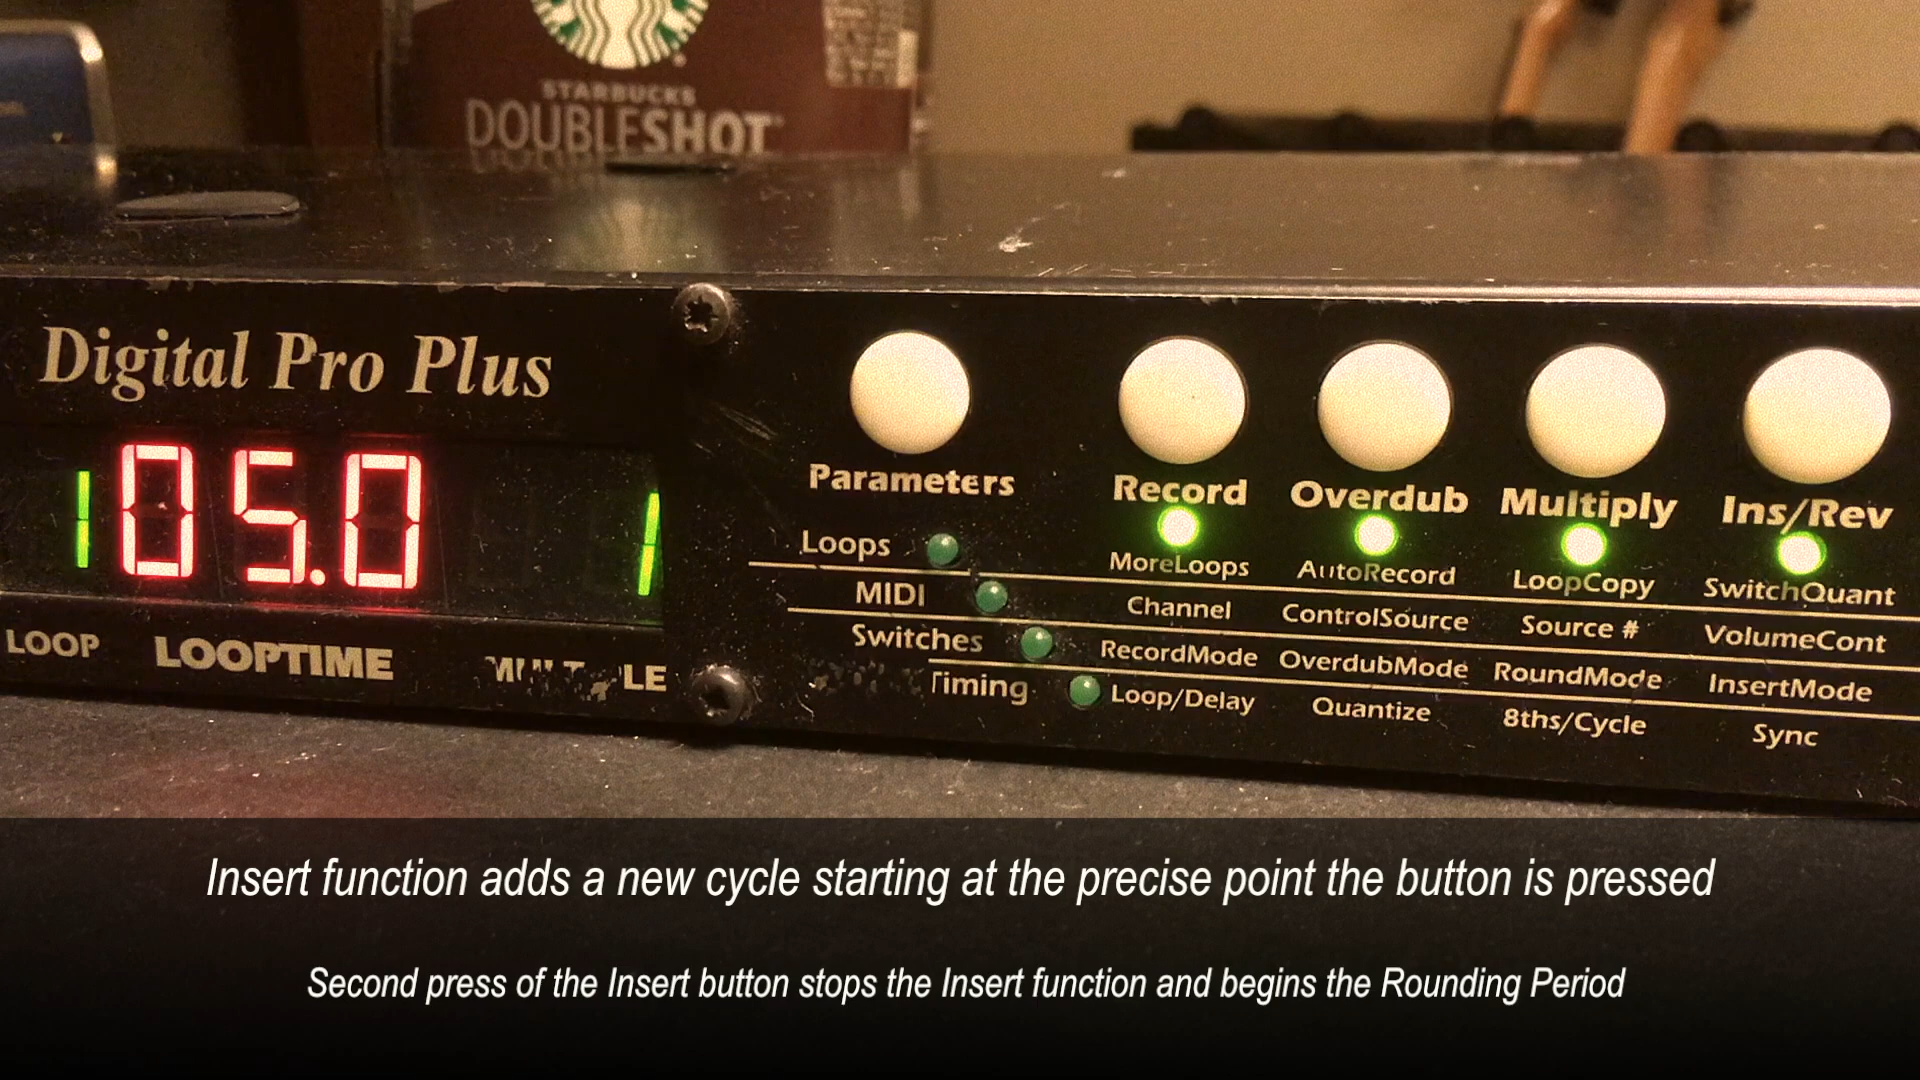 STARBUCKS
DOUBLESHOT
Digital Pro Plus
1 05.0 1
LOOP LOOPTIME
Parameters Record Overdub Multiply Ins/Rev
Loops MoreLoops AutoRecord LoopCopy SwitchQuant
MIDI Channel ControlSource Source # VolumeCont
Switches RecordMode OverdubMode RoundMode InsertMode
Timing Loop/Delay Quantize 8ths/Cycle Sync
Insert function adds a new cycle starting at the precise point the button is pressed
Second press of the Insert button stops the Insert function and begins the Rounding Period